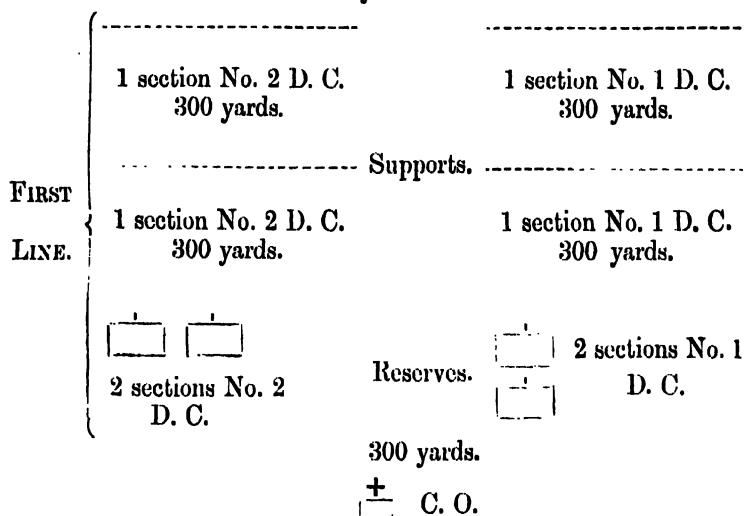 1 section No. 2 D. C. 1 section No. 1 D. C.
300 yards. 300 yards.
Supports.
FIRST
LINE.
1 section No. 2 D. C. 1 section No. 1 D. C.
300 yards. 300 yards.
2 sections No. 2
D. C.
Reserves.
2 sections No. 1
D. C.
300 yards.
C. O.